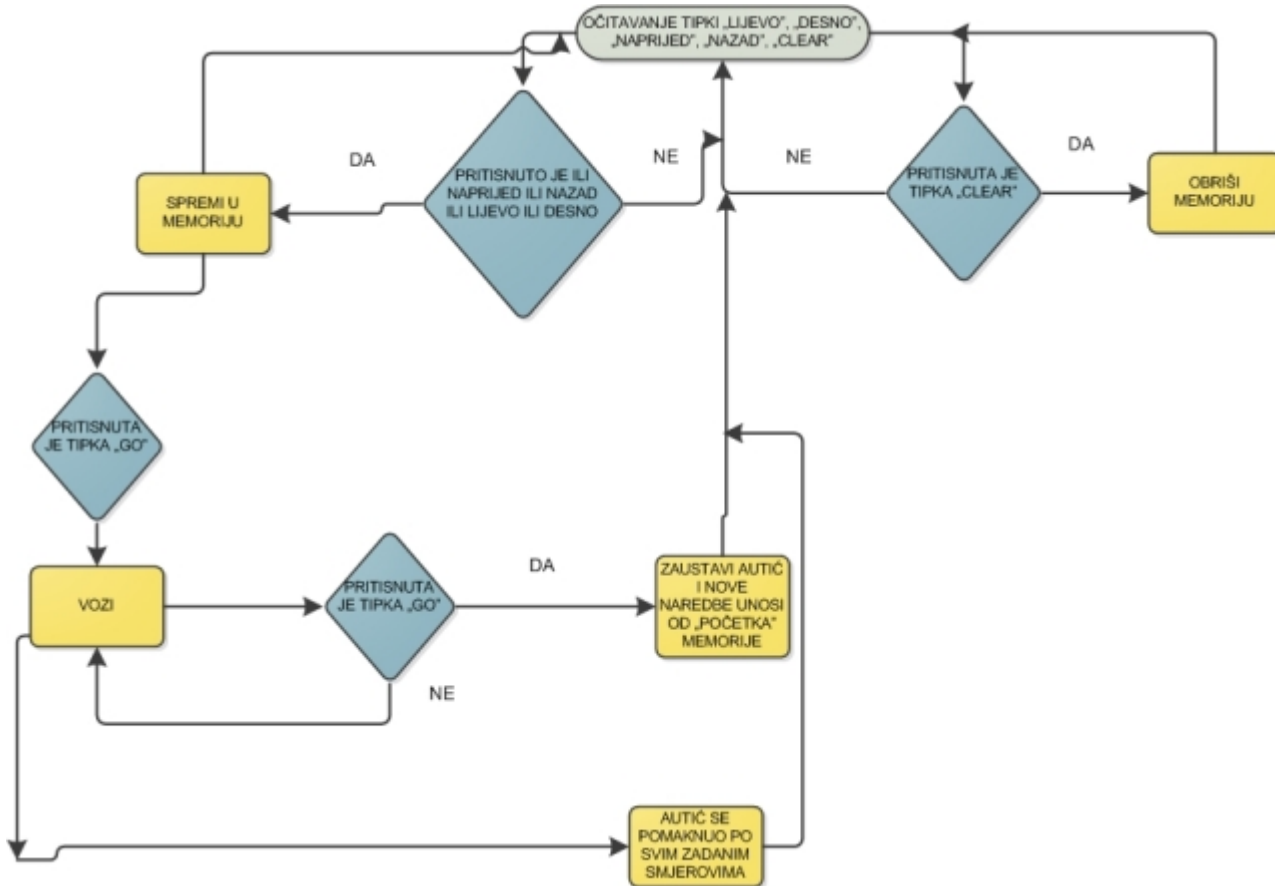 OČITAVANJE TIPKI „LIJEVO”, „DESNO”,
„NAPRIJED”, „NAZAD”, „CLEAR”
DA
PRITISNUTO JE ILI
NAPRIJED ILI NAZAD
ILI LIJEVO ILI DESNO
NE
NE
PRITISNUTA JE
TIPKA „CLEAR”
DA
SPREMI U
MEMORIJU
OBRIŠI
MEMORIJU
PRITISNUTA
JE TIPKA „GO”
VOZI
PRITISNUTA
JE TIPKA „GO”
DA
ZAUSTAVI AUTIĆ
I NOVE
NAREDBE UNOSI
OD „POČETKA”
MEMORIJE
NE
AUTIĆ SE
POMAKNUO PO
SVIM ZADANIM
SMJEROVIMA